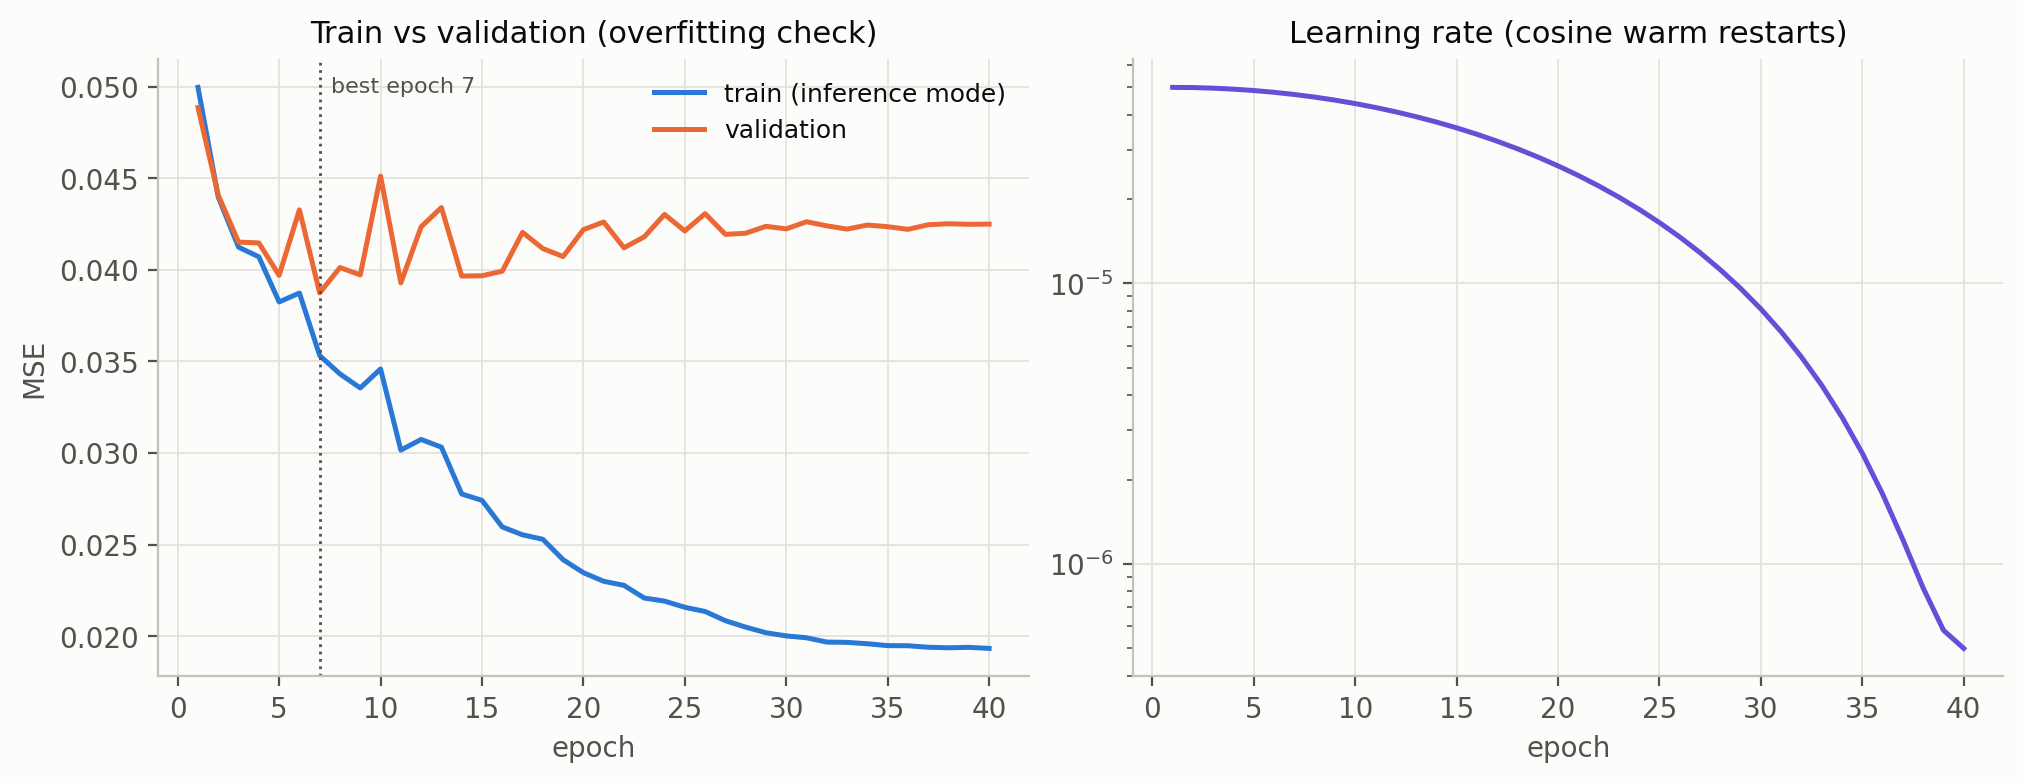 Train vs validation (overfitting check)
best epoch 7
train (inference mode)
validation
MSE
0.050
0.045
0.040
0.035
0.030
0.025
0.020
0 5 10 15 20 25 30 35 40
epoch
Learning rate (cosine warm restarts)
10⁻⁵
10⁻⁶
0 5 10 15 20 25 30 35 40
epoch